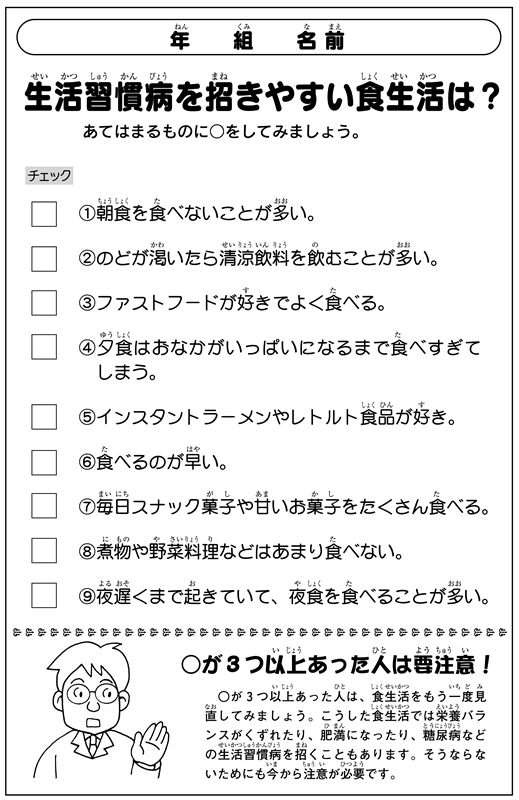 年 組 名前
生活習慣病を招きやすい食生活は？
あてはまるものに○をしてみましょう。
チェック
①朝食を食べないことが多い。
②のどが渇いたら清涼飲料を飲むことが多い。
③ファストフードが好きでよく食べる。
④夕食はおなかがいっぱいになるまで食べすぎて
しまう。
⑤インスタントラーメンやレトルト食品が好き。
⑥食べるのが早い。
⑦毎日スナック菓子や甘いお菓子をたくさん食べる。
⑧煮物や野菜料理などはあまり食べない。
⑨夜遅くまで起きていて、夜食を食べることが多い。
○が３つ以上あった人は要注意！
○が３つ以上あった人は、食生活をもう一度見
直してみましょう。こうした食生活では栄養バラ
ンスがくずれたり、肥満になったり、糖尿病など
の生活習慣病を招くこともあります。そうならな
いためにも今から注意が必要です。